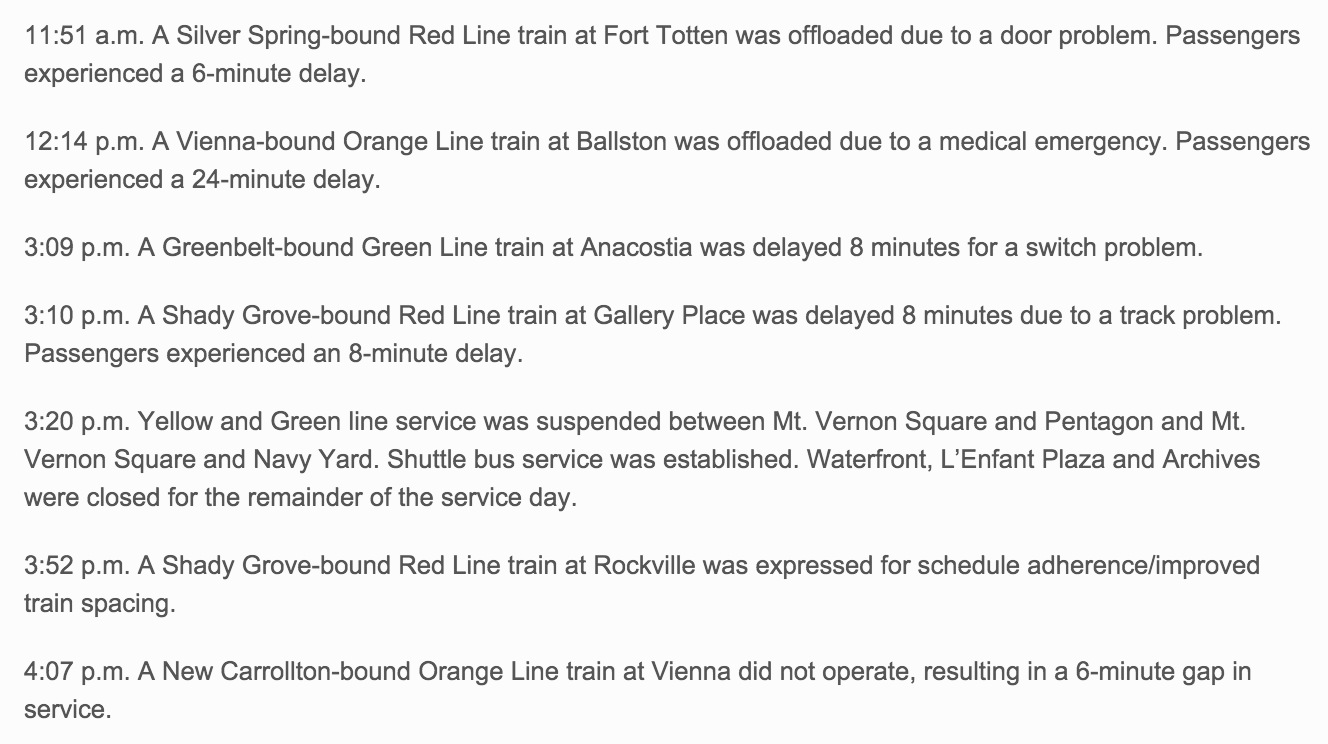 11:51 a.m. A Silver Spring-bound Red Line train at Fort Totten was offloaded due to a door problem. Passengers
experienced a 6-minute delay.
12:14 p.m. A Vienna-bound Orange Line train at Ballston was offloaded due to a medical emergency. Passengers
experienced a 24-minute delay.
3:09 p.m. A Greenbelt-bound Green Line train at Anacostia was delayed 8 minutes for a switch problem.
3:10 p.m. A Shady Grove-bound Red Line train at Gallery Place was delayed 8 minutes due to a track problem.
Passengers experienced an 8-minute delay.
3:20 p.m. Yellow and Green line service was suspended between Mt. Vernon Square and Pentagon and Mt.
Vernon Square and Navy Yard. Shuttle bus service was established. Waterfront, L’Enfant Plaza and Archives
were closed for the remainder of the service day.
3:52 p.m. A Shady Grove-bound Red Line train at Rockville was expressed for schedule adherence/improved
train spacing.
4:07 p.m. A New Carrollton-bound Orange Line train at Vienna did not operate, resulting in a 6-minute gap in
service.